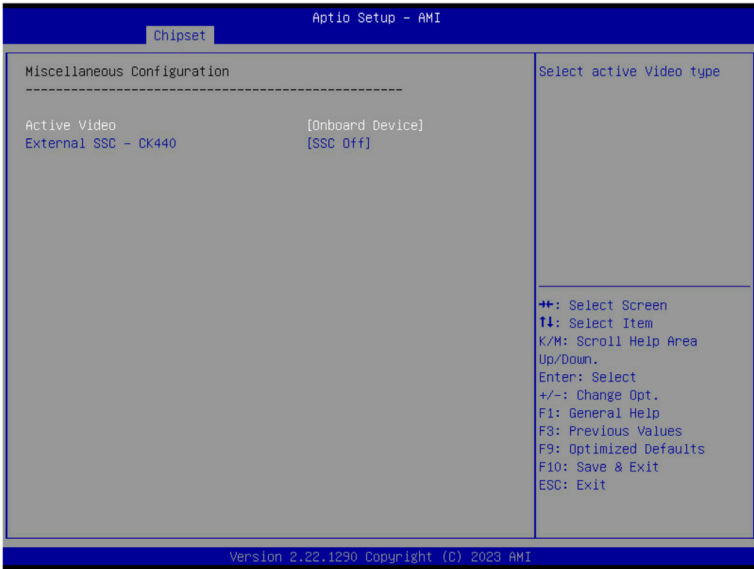 Aptio Setup – AMI
Chipset
Miscellaneous Configuration
--------------------------------------------------
Active Video [Onboard Device]
External SSC – CK440 [SSC Off]
Select active Video type
→←: Select Screen
↑↓: Select Item
K/M: Scroll Help Area
Up/Down.
Enter: Select
+/-: Change Opt.
F1: General Help
F3: Previous Values
F9: Optimized Defaults
F10: Save & Exit
ESC: Exit
Version 2.22.1290 Copyright (C) 2023 AMI